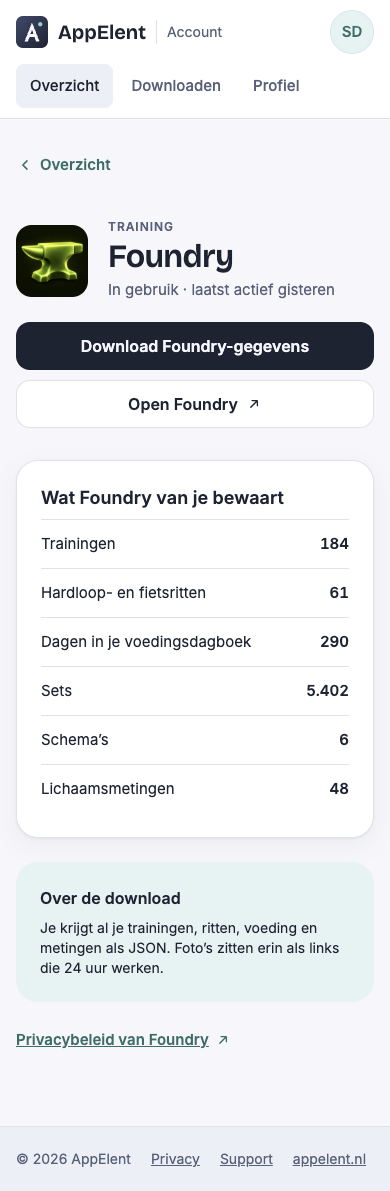 A AppElent Account SD
Overzicht Downloaden Profiel
Overzicht
TRAINING
Foundry
In gebruik · laatst actief gisteren
Download Foundry-gegevens
Open Foundry
Wat Foundry van je bewaart
Trainingen 184
Hardloop- en fietsritten 61
Dagen in je voedingsdagboek 290
Sets 5.402
Schema’s 6
Lichaamsmetingen 48
Over de download
Je krijgt al je trainingen, ritten, voeding en
metingen als JSON. Foto’s zitten erin als links
die 24 uur werken.
Privacybeleid van Foundry
© 2026 AppElent Privacy Support appelent.nl